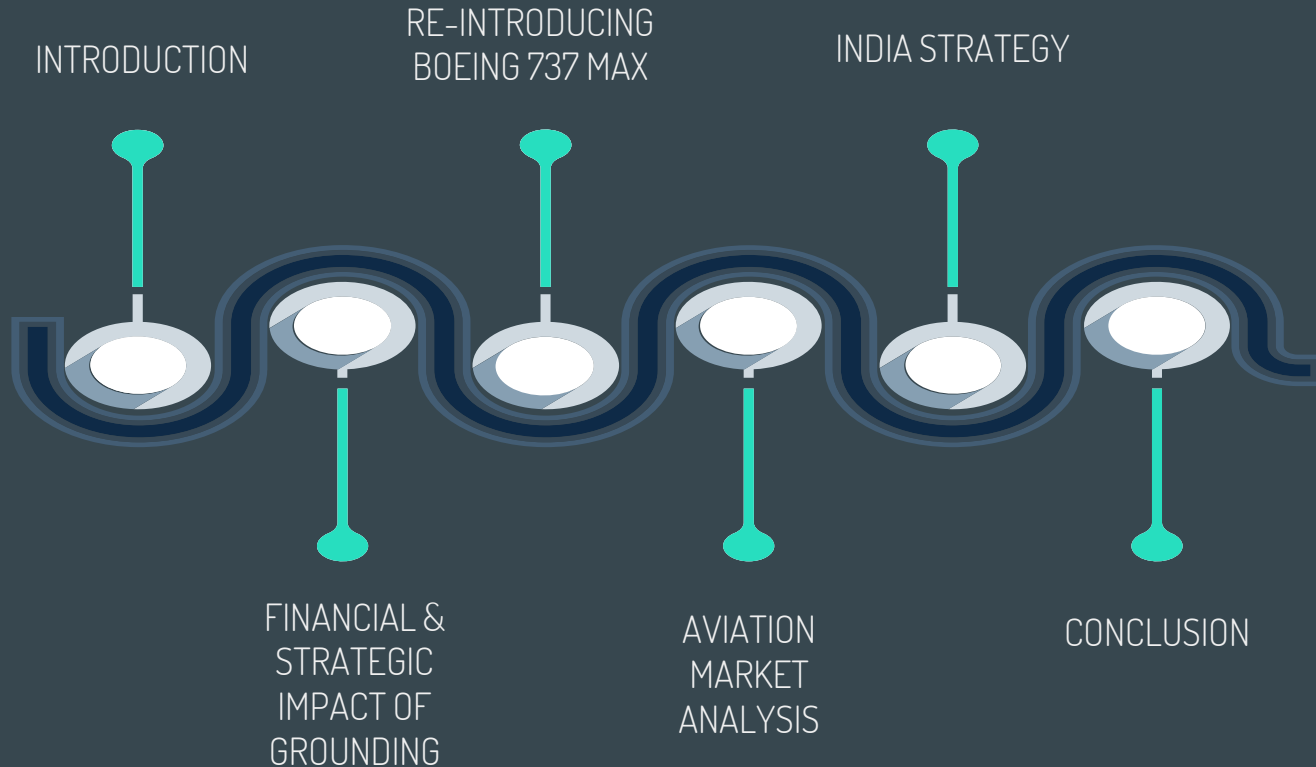 INTRODUCTION
FINANCIAL &
STRATEGIC
IMPACT OF
GROUNDING
RE-INTRODUCING
BOEING 737 MAX
AVIATION
MARKET
ANALYSIS
INDIA STRATEGY
CONCLUSION